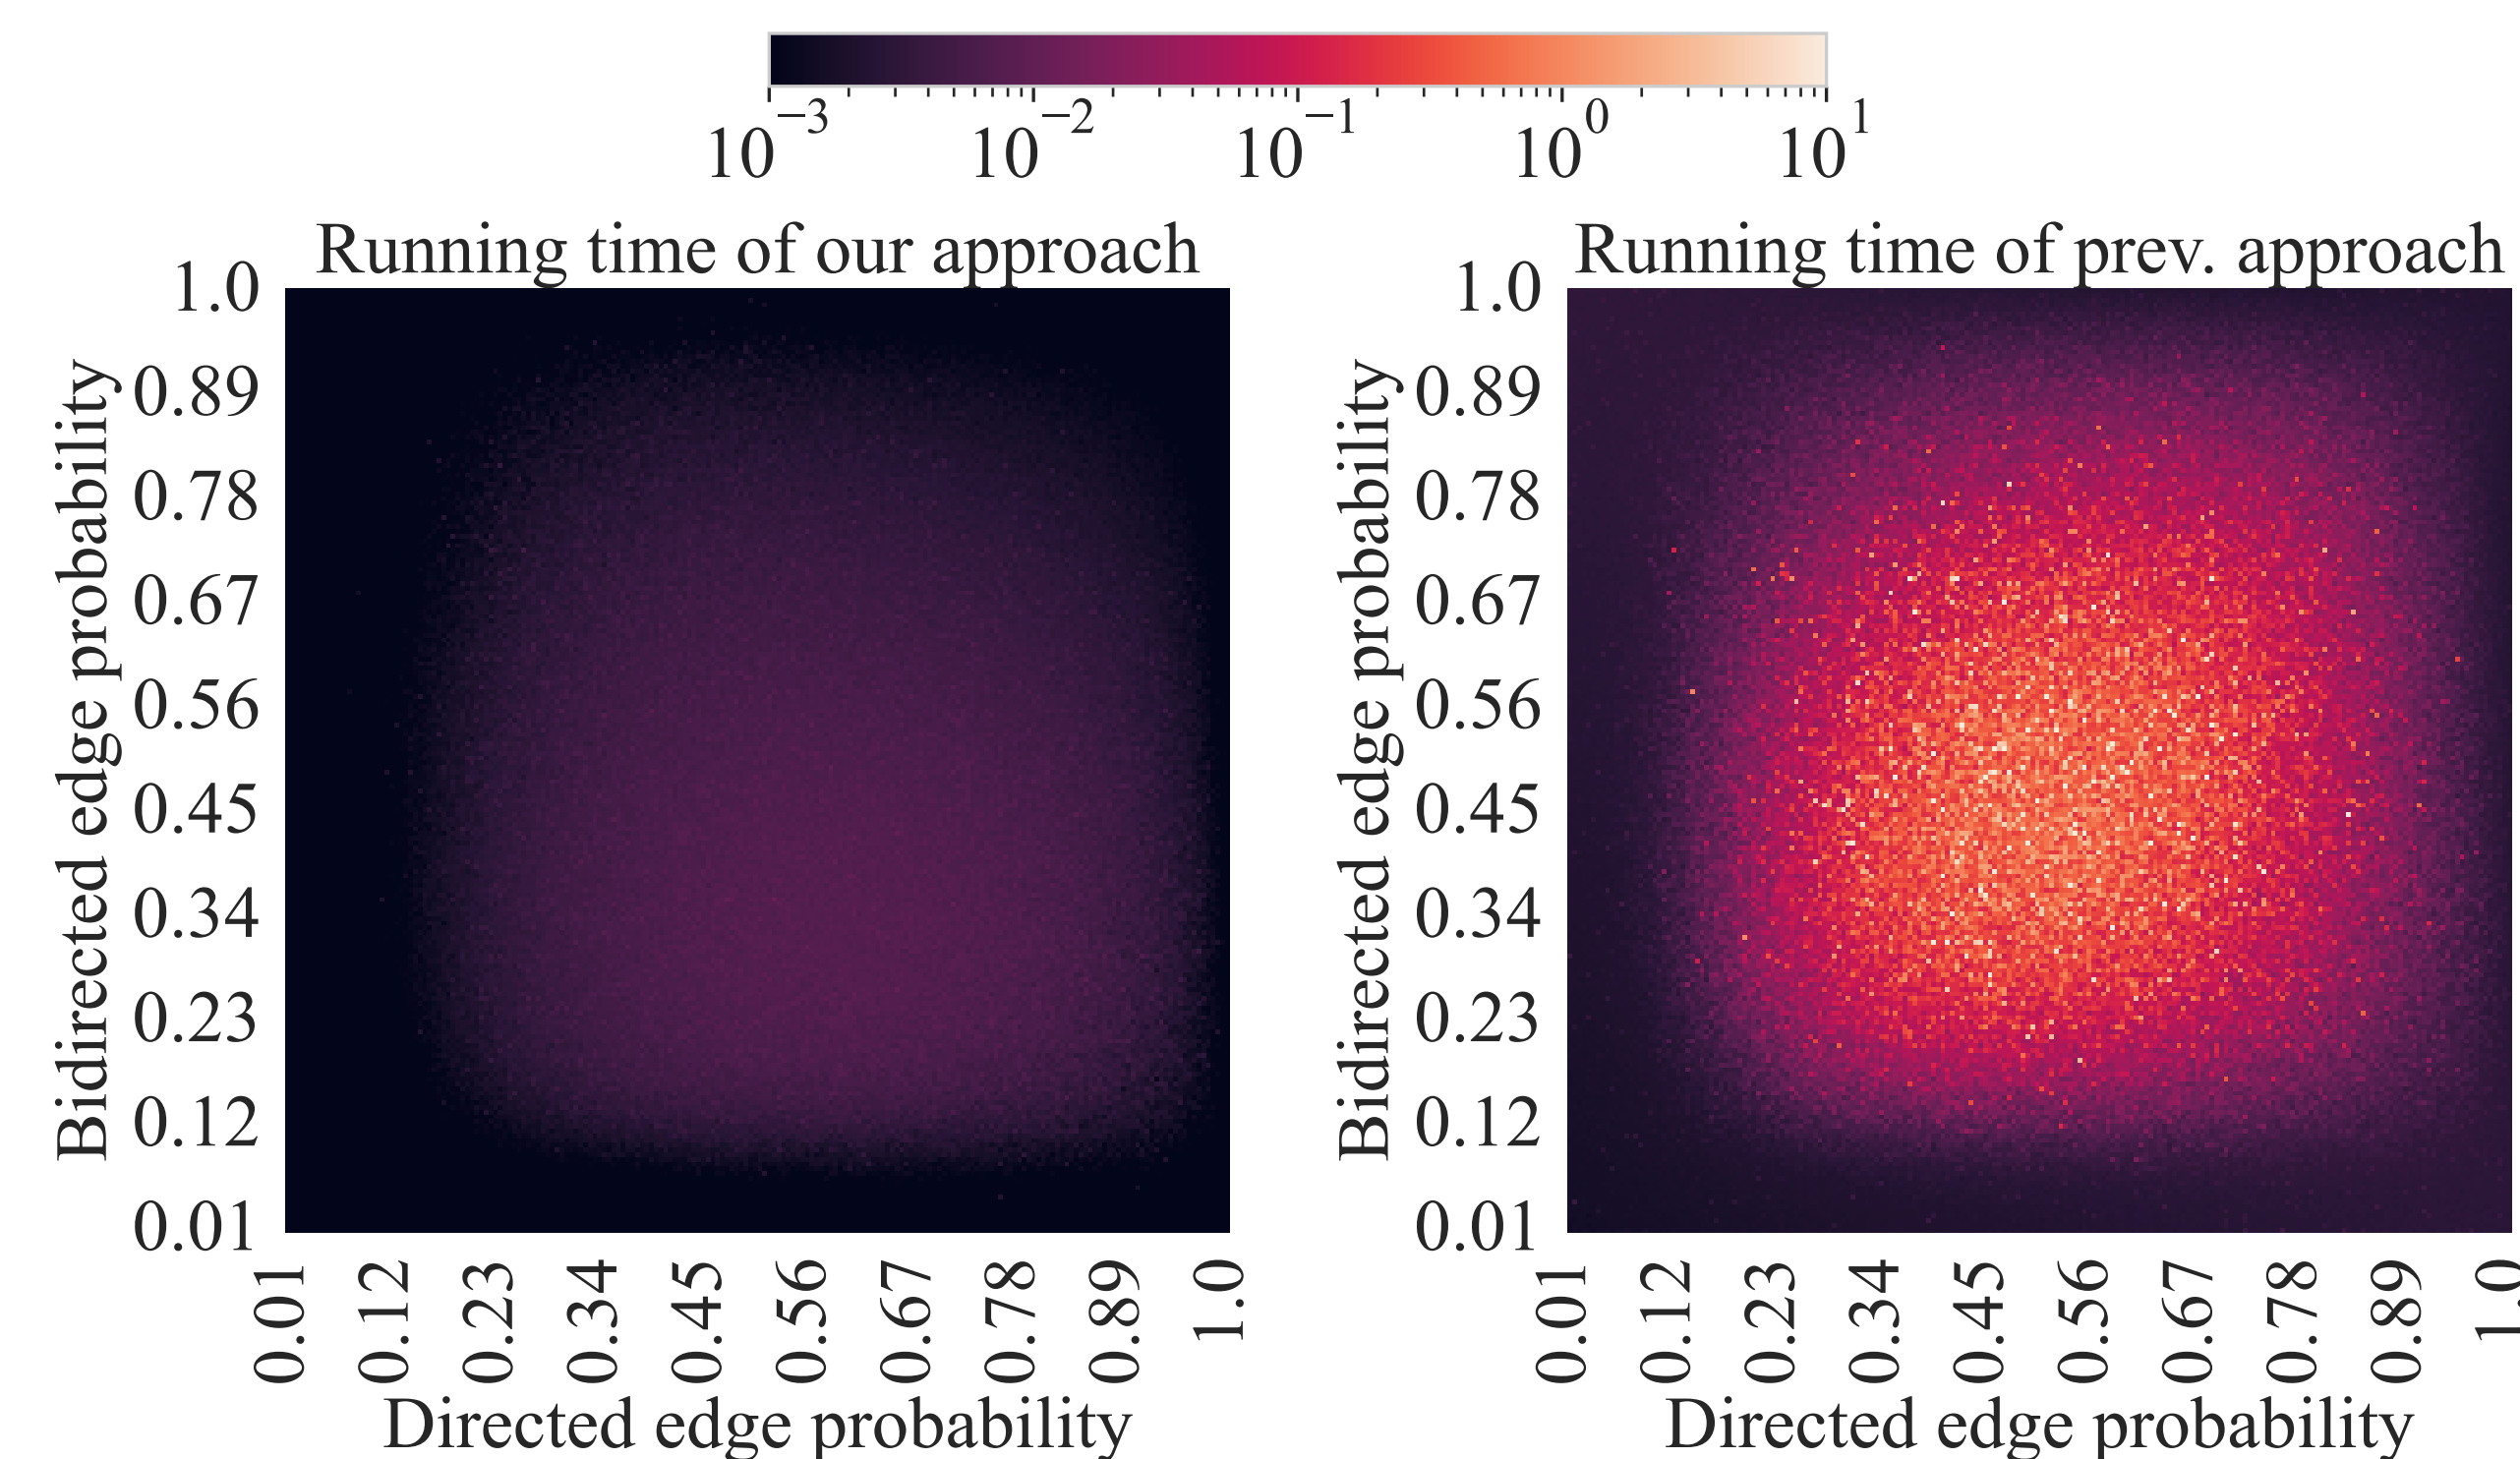 10⁻³ 10⁻² 10⁻¹ 10⁰ 10¹
Running time of our approach
Running time of prev. approach
Bidirected edge probability
1.0
0.89
0.78
0.67
0.56
0.45
0.34
0.23
0.12
0.01
0.01 0.12 0.23 0.34 0.45 0.56 0.67 0.78 0.89 1.0
Directed edge probability
Bidirected edge probability
1.0
0.89
0.78
0.67
0.56
0.45
0.34
0.23
0.12
0.01
0.01 0.12 0.23 0.34 0.45 0.56 0.67 0.78 0.89 1.0
Directed edge probability